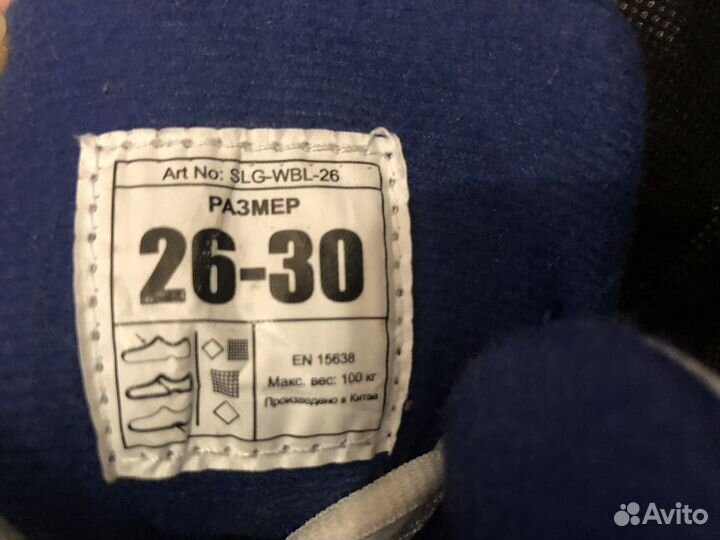 Art No: SLG-WBL-26
РАЗМЕР
26-30
EN 15638
Макс. вес: 100 кг
Произведено в Китае
Avito